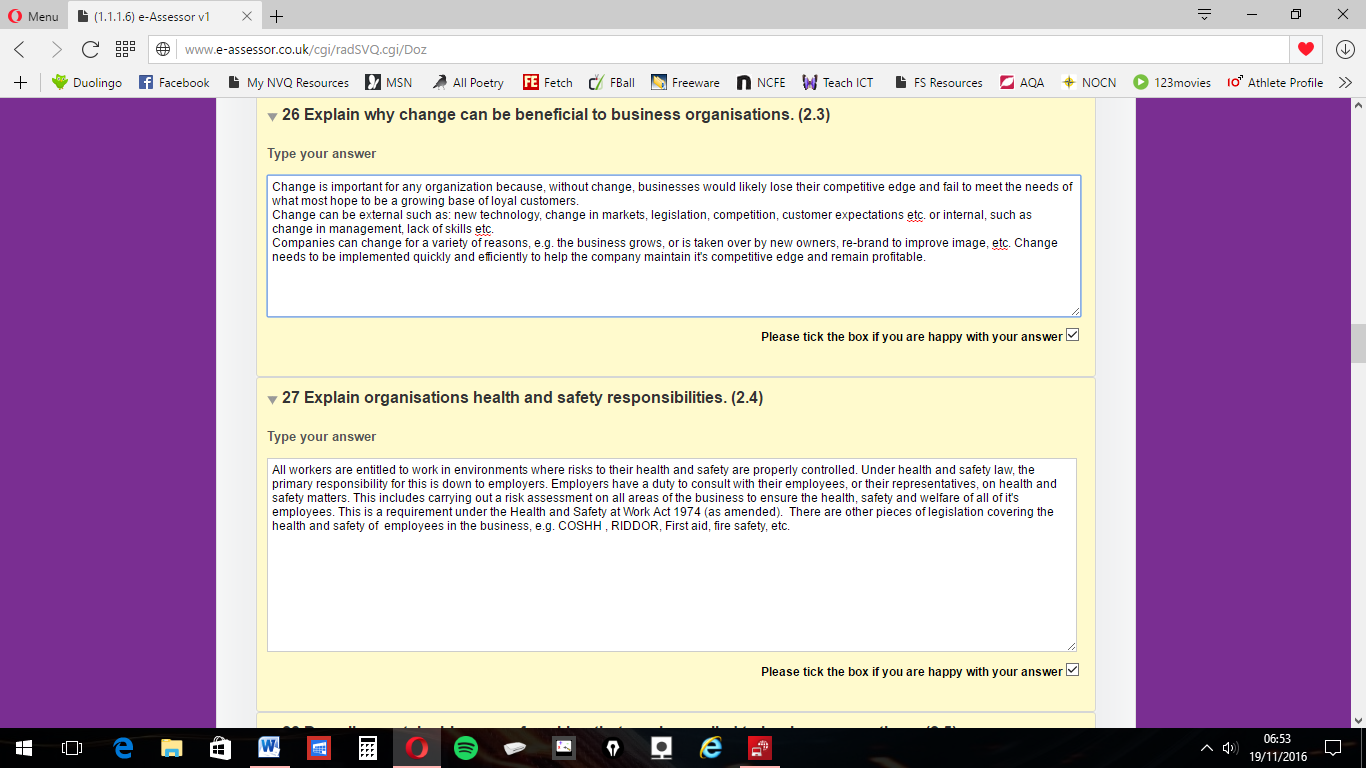 Menu
(1.1.1.6) e-Assessor v1
www.e-assessor.co.uk/cgi/radSVQ.cgi/Doz
Duolingo Facebook My NVQ Resources MSN All Poetry Fetch FBall Freeware NCFE Teach ICT FS Resources AQA NOCN 123movies Athlete Profile
26 Explain why change can be beneficial to business organisations. (2.3)
Type your answer
Change is important for any organization because, without change, businesses would likely lose their competitive edge and fail to meet the needs of
what most hope to be a growing base of loyal customers.
Change can be external such as: new technology, change in markets, legislation, competition, customer expectations etc. or internal, such as
change in management, lack of skills etc.
Companies can change for a variety of reasons, e.g. the business grows, or is taken over by new owners, re-brand to improve image, etc. Change
needs to be implemented quickly and efficiently to help the company maintain it's competitive edge and remain profitable.
Please tick the box if you are happy with your answer
27 Explain organisations health and safety responsibilities. (2.4)
Type your answer
All workers are entitled to work in environments where risks to their health and safety are properly controlled. Under health and safety law, the
primary responsibility for this is down to employers. Employers have a duty to consult with their employees, or their representatives, on health and
safety matters. This includes carrying out a risk assessment on all areas of the business to ensure the health, safety and welfare of all of it's
employees. This is a requirement under the Health and Safety at Work Act 1974 (as amended).  There are other pieces of legislation covering the
health and safety of  employees in the business, e.g. COSHH , RIDDOR, First aid, fire safety, etc.
Please tick the box if you are happy with your answer
06:53
19/11/2016